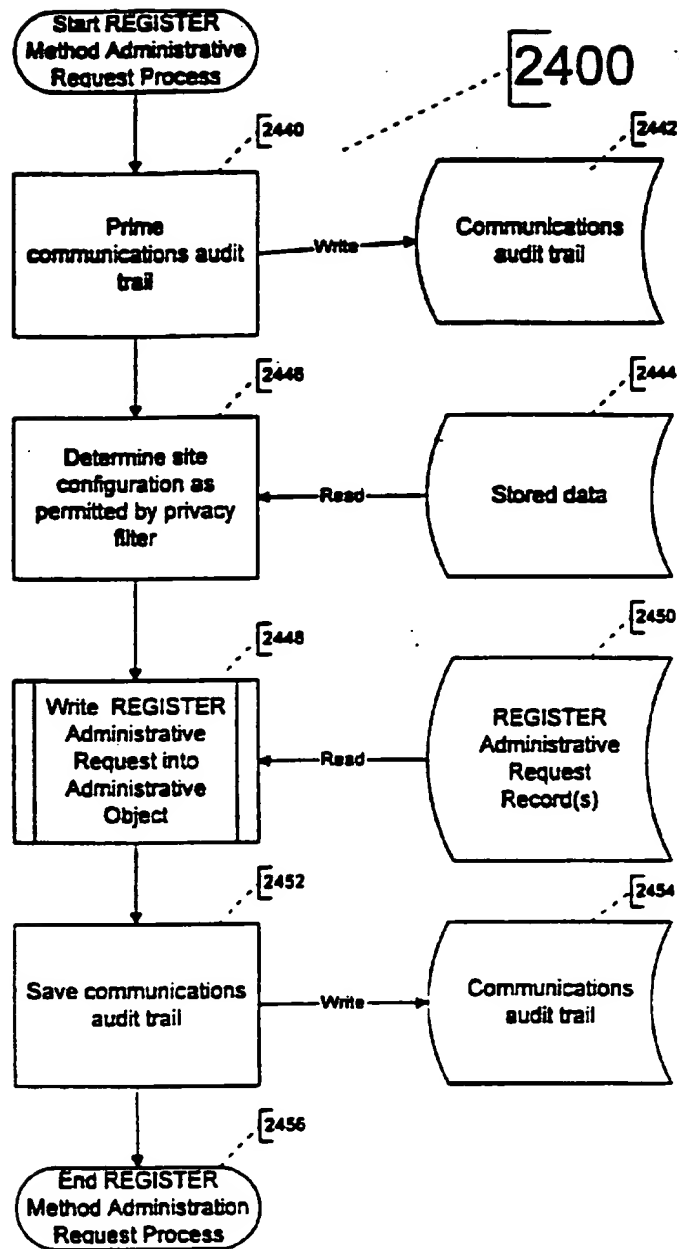 Start REGISTER
Method Administrative
Request Process
2400
2440
2442
Prime
communications audit
trail
Write
Communications
audit trail
2446
2444
Determine site
configuration as
permitted by privacy
filter
Read
Stored data
2448
2450
Write REGISTER
Administrative
Request into
Administrative
Object
Read
REGISTER
Administrative
Request
Record(s)
2452
2454
Save communications
audit trail
Write
Communications
audit trail
2456
End REGISTER
Method Administration
Request Process